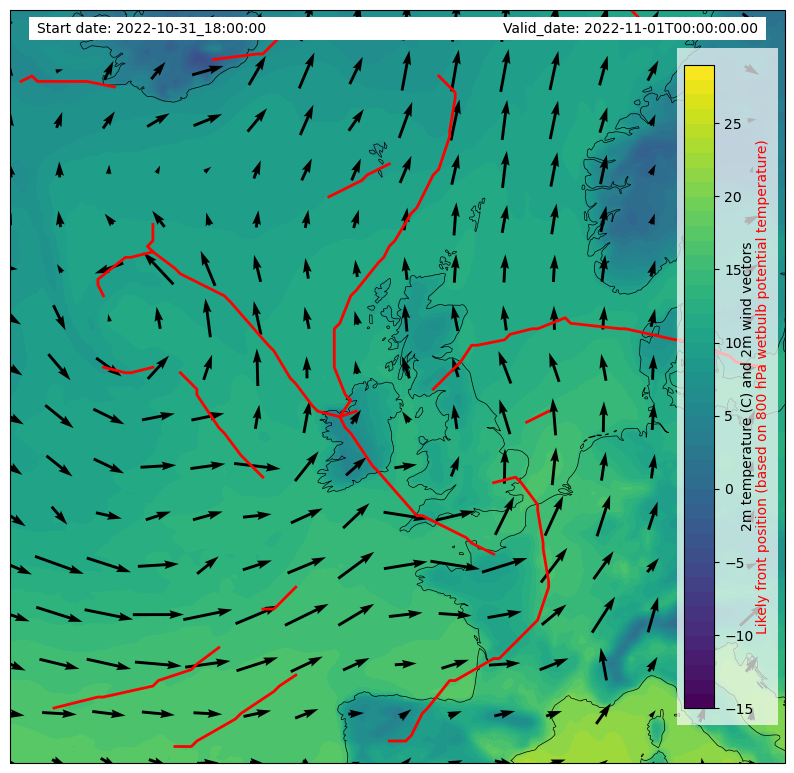 Start date: 2022-10-31_18:00:00
Valid_date: 2022-11-01T00:00:00.00
25
20
15
10
5
0
−5
−10
−15
2m temperature (C) and 2m wind vectors
Likely front position (based on 800 hPa wetbulb potential temperature)